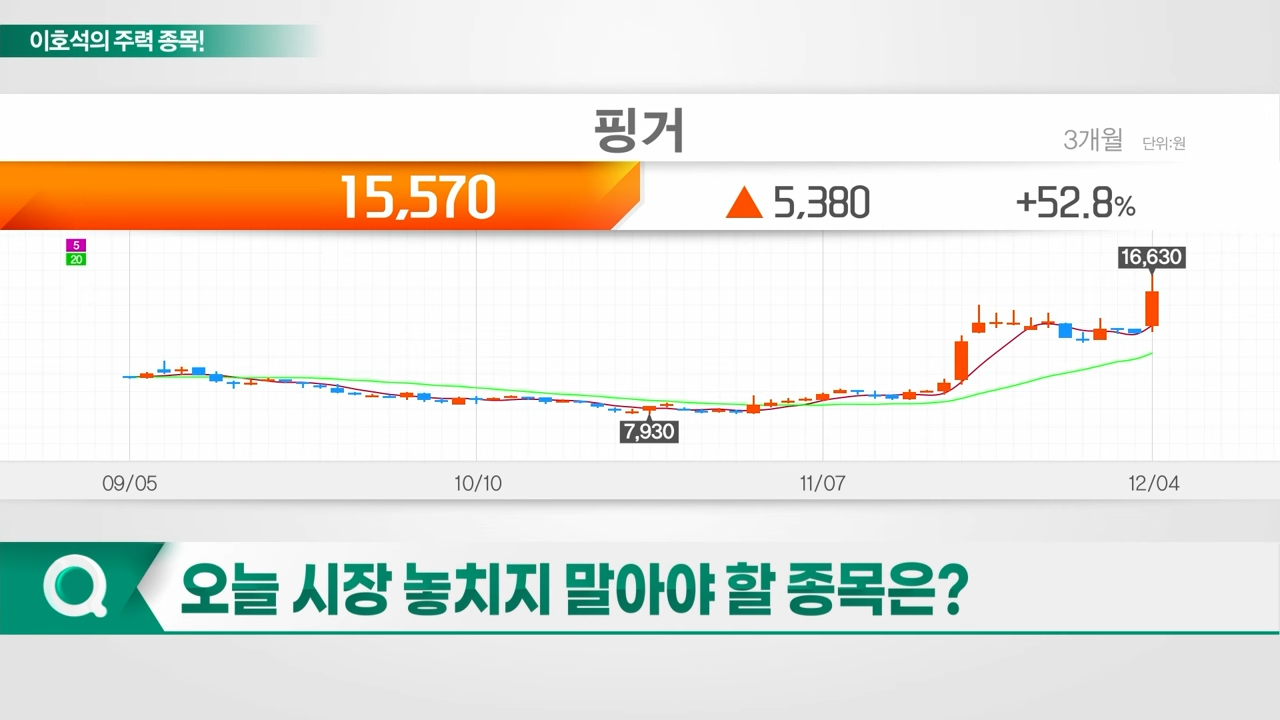 이호석의 주력 종목!
핑거
3개월 단위:원
15,570 ▲ 5,380 +52.8%
5
20
16,630
7,930
09/05 10/10 11/07 12/04
Q 오늘 시장 놓치지 말아야 할 종목은?